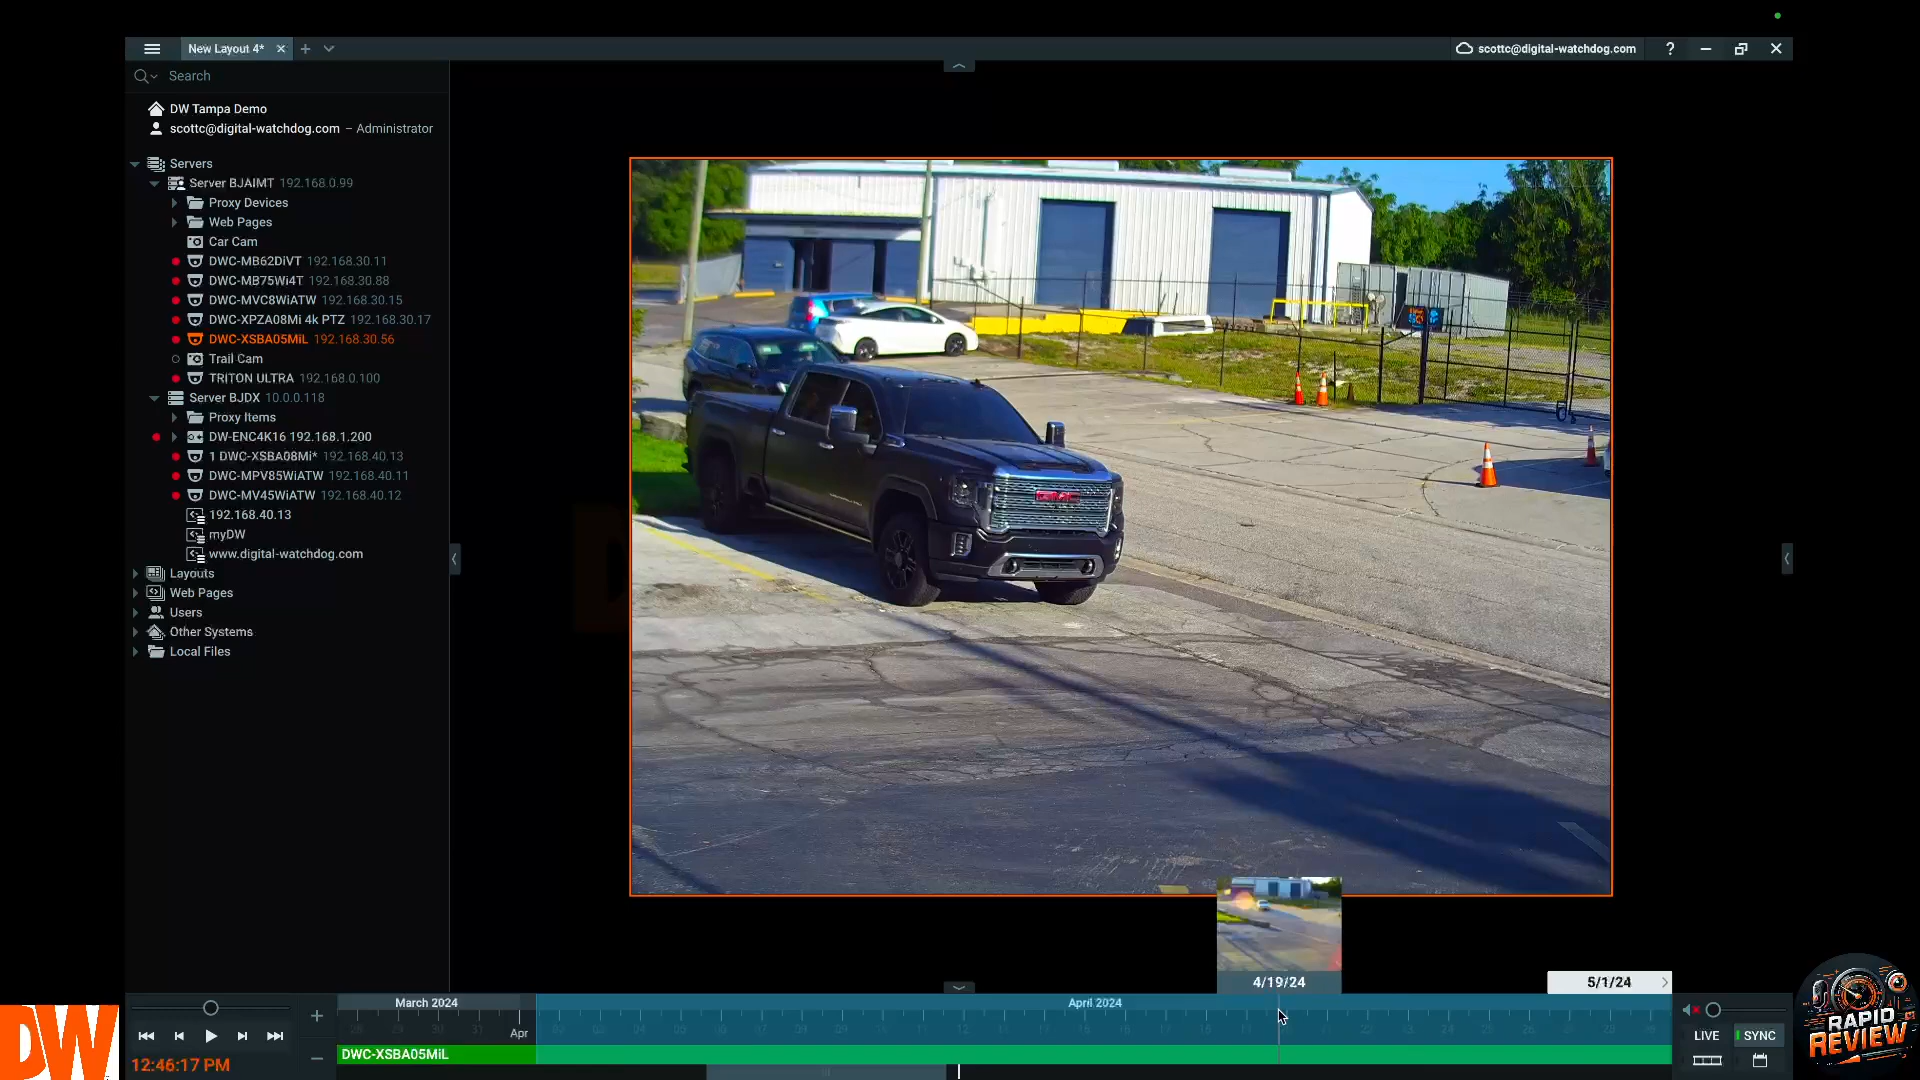 New Layout 4*
scottc@digital-watchdog.com
?
Search
DW Tampa Demo
scottc@digital-watchdog.com – Administrator
Servers
Server BJAIMT 192.168.0.99
Proxy Devices
Web Pages
Car Cam
DWC-MB62DiVT 192.168.30.11
DWC-MB75Wi4T 192.168.30.88
DWC-MVC8WiATW 192.168.30.15
DWC-XPZA08Mi 4k PTZ 192.168.30.17
DWC-XSBA05MiL 192.168.30.56
Trail Cam
TRITON ULTRA 192.168.0.100
Server BJDX 10.0.0.118
Proxy Items
DW-ENC4K16 192.168.1.200
1 DWC-XSBA08Mi* 192.168.40.13
DWC-MPV85WiATW 192.168.40.11
DWC-MV45WiATW 192.168.40.12
192.168.40.13
myDW
www.digital-watchdog.com
Layouts
Web Pages
Users
Other Systems
Local Files
GMC
4/19/24
5/1/24
March 2024
April 2024
Apr
DWC-XSBA05MiL
12:46:17 PM
LIVE
SYNC
DW
RAPID
REVIEW